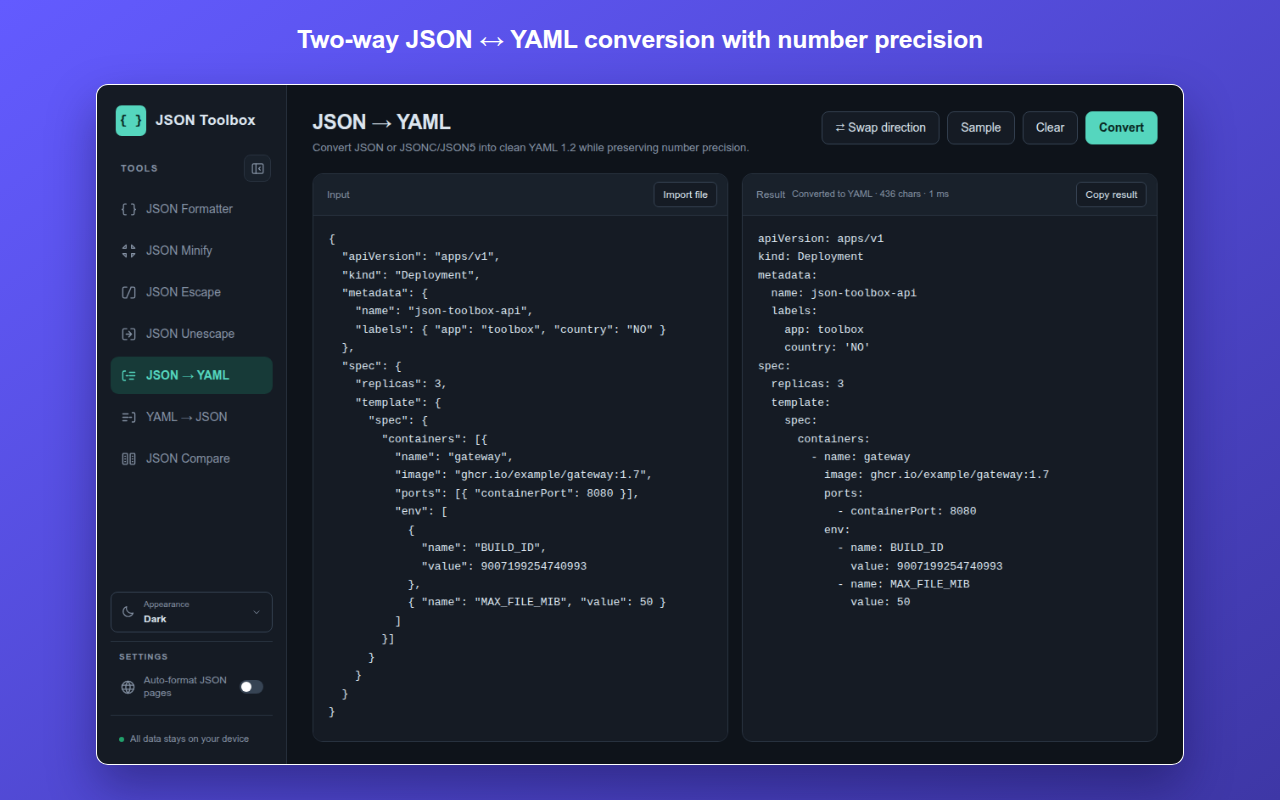 Two-way JSON ↔ YAML conversion with number precision
{ } JSON Toolbox
TOOLS
JSON Formatter
JSON Minify
JSON Escape
JSON Unescape
JSON → YAML
YAML → JSON
JSON Compare
Appearance
Dark
SETTINGS
Auto-format JSON
pages
All data stays on your device
JSON → YAML
Convert JSON or JSONC/JSON5 into clean YAML 1.2 while preserving number precision.
⇄ Swap direction
Sample
Clear
Convert
Input
Import file
{
  "apiVersion": "apps/v1",
  "kind": "Deployment",
  "metadata": {
    "name": "json-toolbox-api",
    "labels": { "app": "toolbox", "country": "NO" }
  },
  "spec": {
    "replicas": 3,
    "template": {
      "spec": {
        "containers": [{
          "name": "gateway",
          "image": "ghcr.io/example/gateway:1.7",
          "ports": [{ "containerPort": 8080 }],
          "env": [
            {
              "name": "BUILD_ID",
              "value": 9007199254740993
            },
            { "name": "MAX_FILE_MIB", "value": 50 }
          ]
        }]
      }
    }
  }
}
Result Converted to YAML · 436 chars · 1 ms
Copy result
apiVersion: apps/v1
kind: Deployment
metadata:
  name: json-toolbox-api
  labels:
    app: toolbox
    country: 'NO'
spec:
  replicas: 3
  template:
    spec:
      containers:
        - name: gateway
          image: ghcr.io/example/gateway:1.7
          ports:
            - containerPort: 8080
          env:
            - name: BUILD_ID
              value: 9007199254740993
            - name: MAX_FILE_MIB
              value: 50